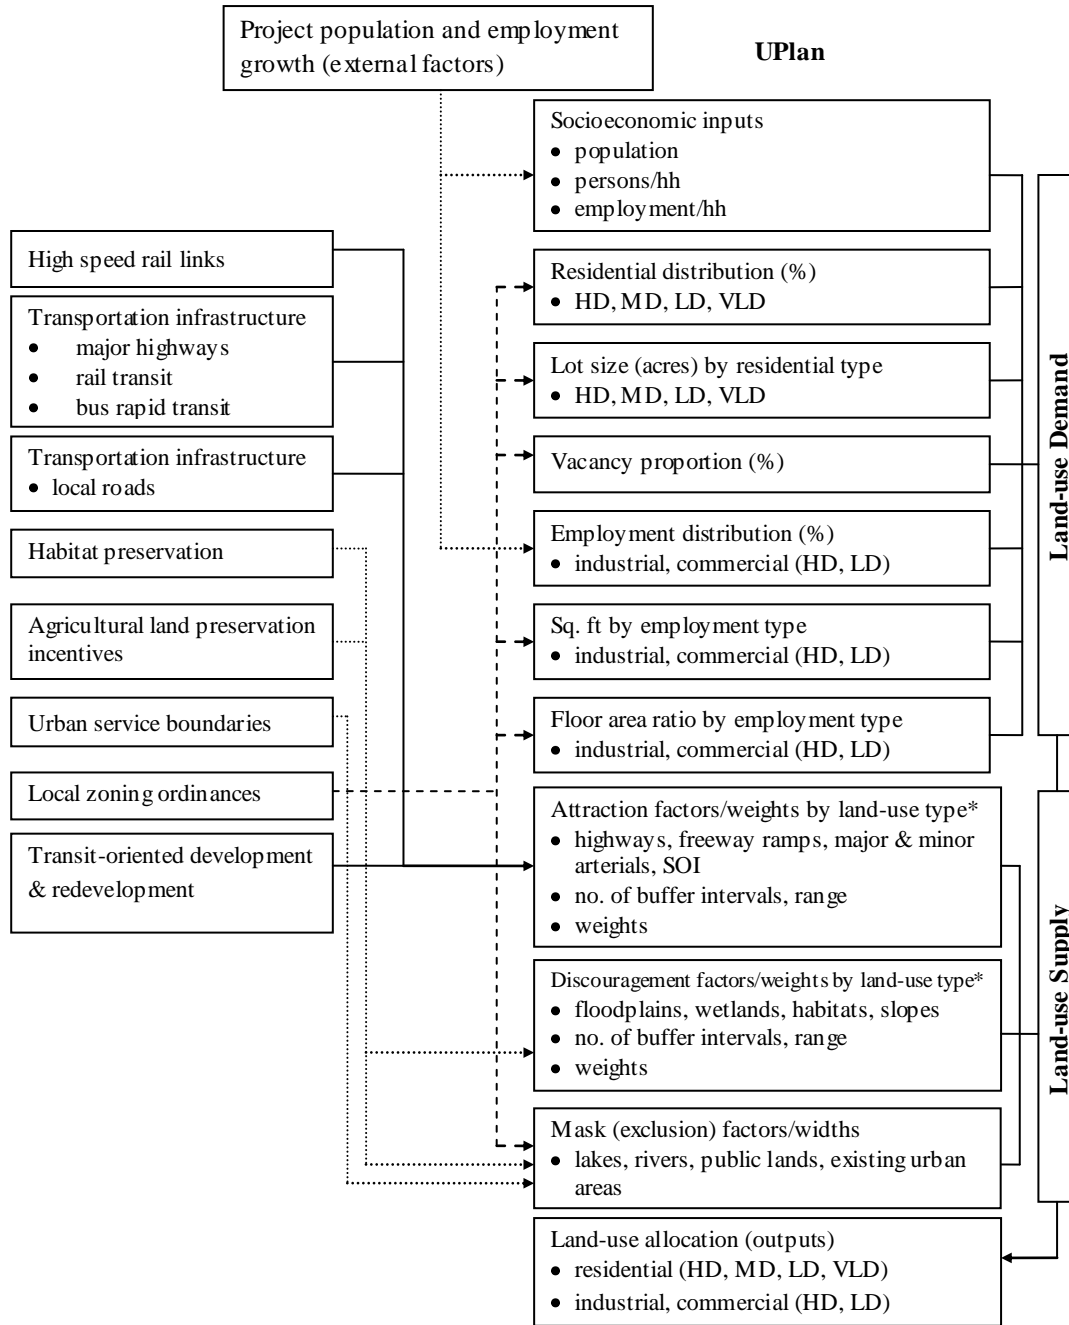 Project population and employment
growth (external factors)
UPlan
Socioeconomic inputs
• population
• persons/hh
• employment/hh
High speed rail links
Transportation infrastructure
• major highways
• rail transit
• bus rapid transit
Transportation infrastructure
• local roads
Habitat preservation
Agricultural land preservation
incentives
Urban service boundaries
Local zoning ordinances
Transit-oriented development
& redevelopment
Residential distribution (%)
• HD, MD, LD, VLD
Lot size (acres) by residential type
• HD, MD, LD, VLD
Vacancy proportion (%)
Employment distribution (%)
• industrial, commercial (HD, LD)
Sq. ft by employment type
• industrial, commercial (HD, LD)
Floor area ratio by employment type
• industrial, commercial (HD, LD)
Attraction factors/weights by land-use type*
• highways, freeway ramps, major & minor
arterials, SOI
• no. of buffer intervals, range
• weights
Discouragement factors/weights by land-use type*
• floodplains, wetlands, habitats, slopes
• no. of buffer intervals, range
• weights
Mask (exclusion) factors/widths
• lakes, rivers, public lands, existing urban
areas
Land-use allocation (outputs)
• residential (HD, MD, LD, VLD)
• industrial, commercial (HD, LD)
Land-use Demand
Land-use Supply